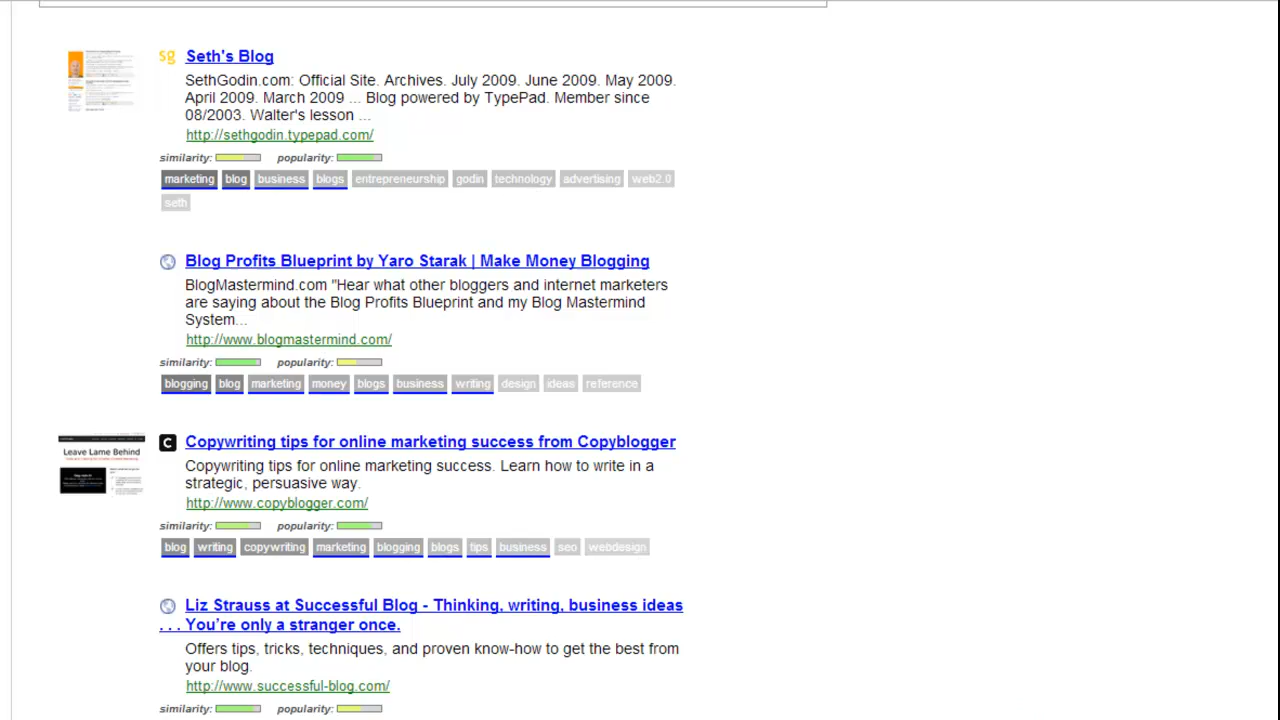 sg Seth's Blog
SethGodin.com: Official Site· Archives. July 2009 · June 2009. May 2009.
April 2009. March 2009 ... Blog powered by TypePad. Member since
08/2003. Walter's lesson ...
http://sethgodin.typepad.com/
similarity: popularity:
marketing blog business blogs entrepreneurship godin technology advertising web2.0
seth
Blog Profits Blueprint by Yaro Starak | Make Money Blogging
BlogMastermind.com "Hear what other bloggers and internet marketers
are saying about the Blog Profits Blueprint and my Blog Mastermind
System...
http://www.blogmastermind.com/
similarity: popularity:
blogging blog marketing money blogs business writing design ideas reference
Leave Lame Behind
C Copywriting tips for online marketing success from Copyblogger
Copywriting tips for online marketing success. Learn how to write in a
strategic, persuasive way.
http://www.copyblogger.com/
similarity: popularity:
blog writing copywriting marketing blogging blogs tips business seo webdesign
Liz Strauss at Successful Blog - Thinking, writing, business ideas
. . . You’re only a stranger once.
Offers tips, tricks, techniques, and proven know-how to get the best from
your blog.
http://www.successful-blog.com/
similarity: popularity: